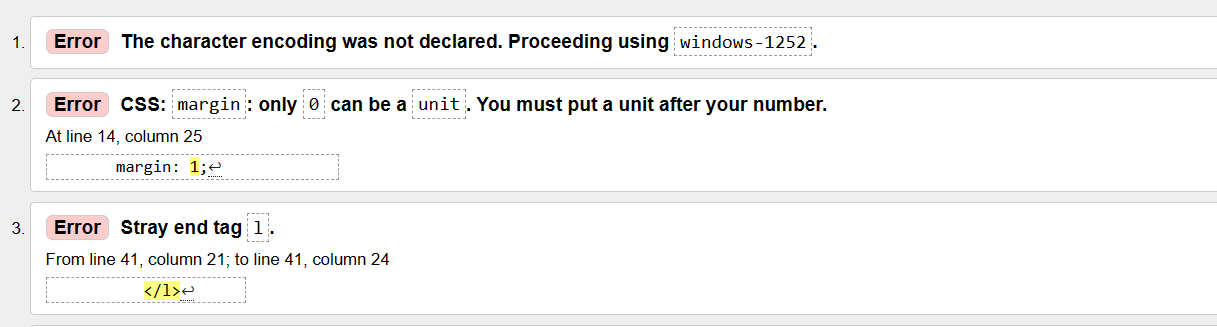 1. Error The character encoding was not declared. Proceeding using windows-1252.
2. Error CSS: margin: only 0 can be a unit. You must put a unit after your number.
At line 14, column 25
margin: 1;↩
3. Error Stray end tag l.
From line 41, column 21; to line 41, column 24
</l>↩